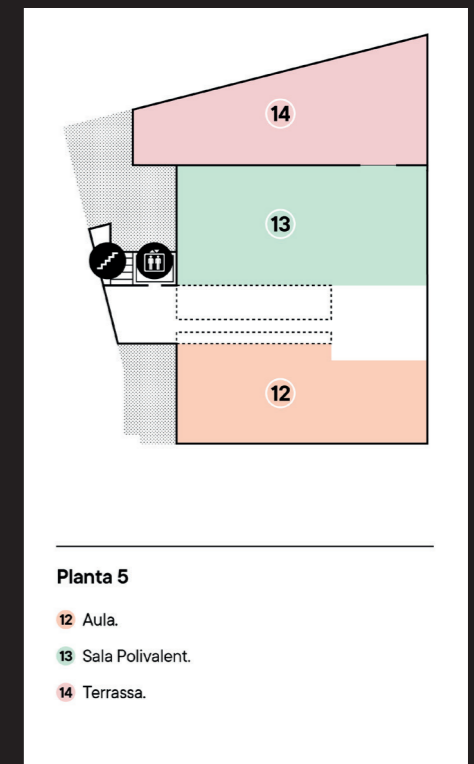 14
13
12
Planta 5
12 Aula.
13 Sala Polivalent.
14 Terrassa.